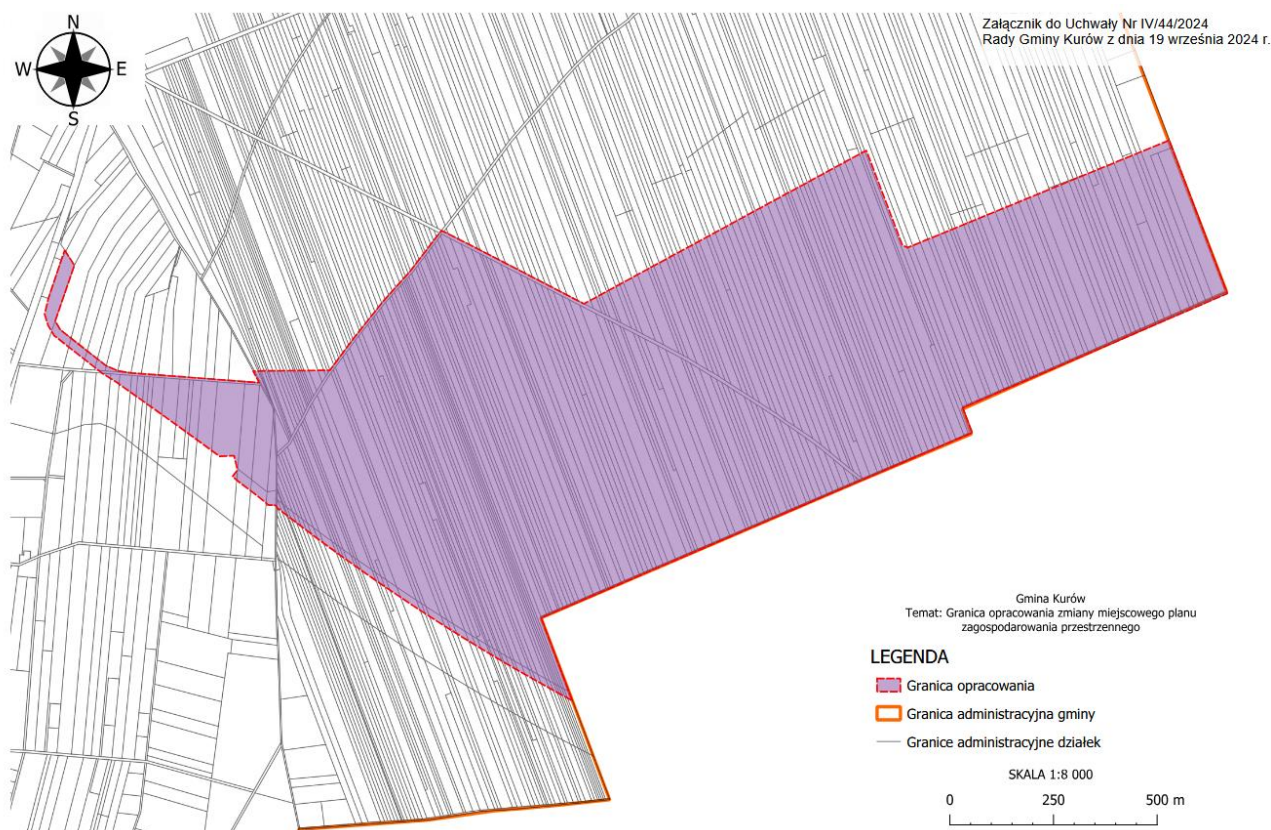 Załącznik do Uchwały Nr IV/44/2024
Rady Gminy Kurów z dnia 19 września 2024 r.
N
W
E
S
Gmina Kurów
Temat: Granica opracowania zmiany miejscowego planu
zagospodarowania przestrzennego
LEGENDA
Granica opracowania
Granica administracyjna gminy
Granice administracyjne działek
SKALA 1:8 000
0 250 500 m